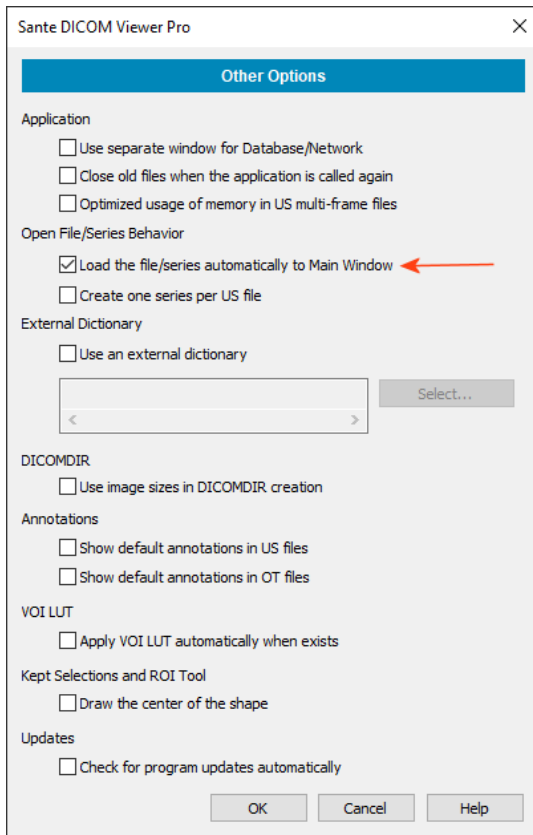 Sante DICOM Viewer Pro
Other Options
Application
Use separate window for Database/Network
Close old files when the application is called again
Optimized usage of memory in US multi-frame files
Open File/Series Behavior
Load the file/series automatically to Main Window
Create one series per US file
External Dictionary
Use an external dictionary
Select...
DICOMDIR
Use image sizes in DICOMDIR creation
Annotations
Show default annotations in US files
Show default annotations in OT files
VOI LUT
Apply VOI LUT automatically when exists
Kept Selections and ROI Tool
Draw the center of the shape
Updates
Check for program updates automatically
OK Cancel Help